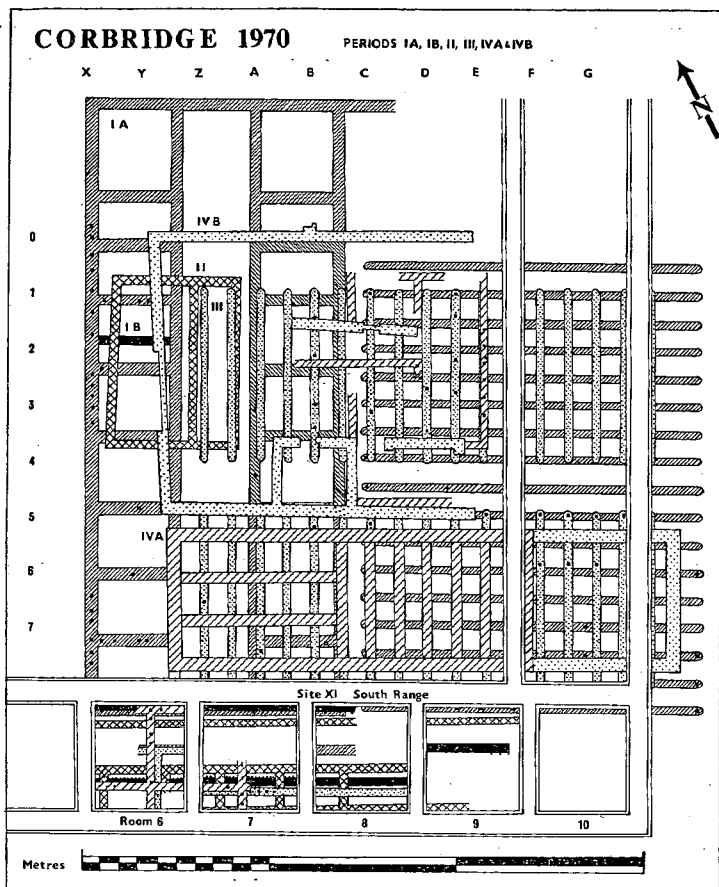 CORBRIDGE 1970 PERIODS IA, IB, II, III, IVA & IVB
X Y Z A B C D E F G
N
IA
0
IVB
II
1
III
IB
2
3
4
5
IVA
6
7
Site XI South Range
Room 6 7 8 9 10
Metres